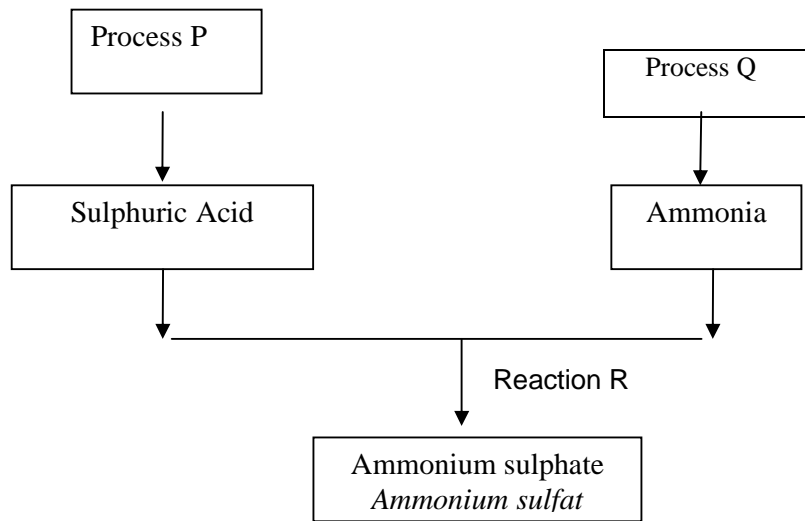 Process P
Process Q
Sulphuric Acid
Ammonia
Reaction R
Ammonium sulphate
Ammonium sulfat